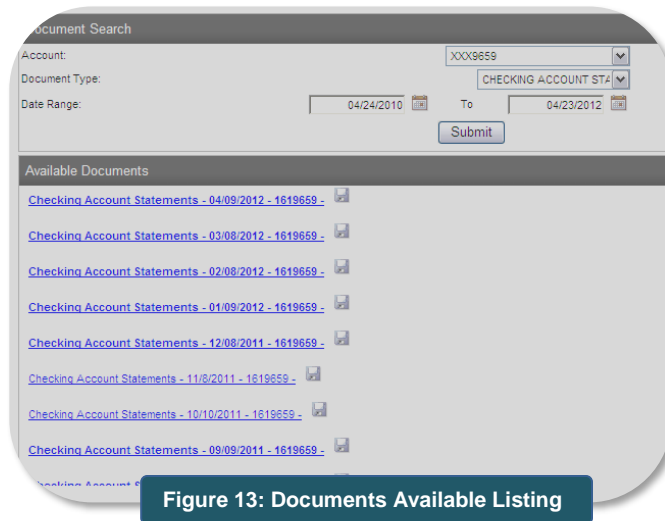 Document Search
Account: XXX9659
Document Type: CHECKING ACCOUNT STA
Date Range: 04/24/2010 To 04/23/2012
Submit
Available Documents
Checking Account Statements - 04/09/2012 - 1619659 -
Checking Account Statements - 03/08/2012 - 1619659 -
Checking Account Statements - 02/08/2012 - 1619659 -
Checking Account Statements - 01/09/2012 - 1619659 -
Checking Account Statements - 12/08/2011 - 1619659 -
Checking Account Statements - 11/8/2011 - 1619659 -
Checking Account Statements - 10/10/2011 - 1619659 -
Checking Account Statements - 09/09/2011 - 1619659 -
Checking Account
Figure 13: Documents Available Listing